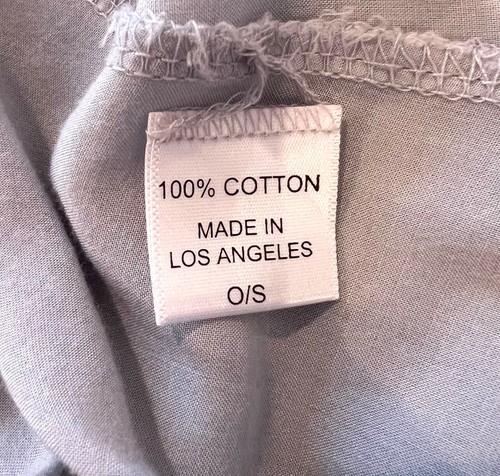 100% COTTON
MADE IN
LOS ANGELES
O/S